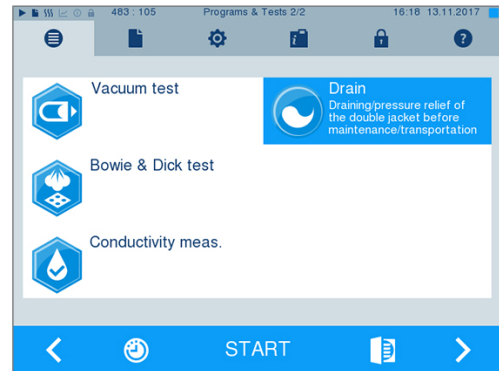 483 : 105 Programs & Tests 2/2 16:18 13.11.2017
Vacuum test
Drain
Draining/pressure relief of
the double jacket before
maintenance/transportation
Bowie & Dick test
Conductivity meas.
START